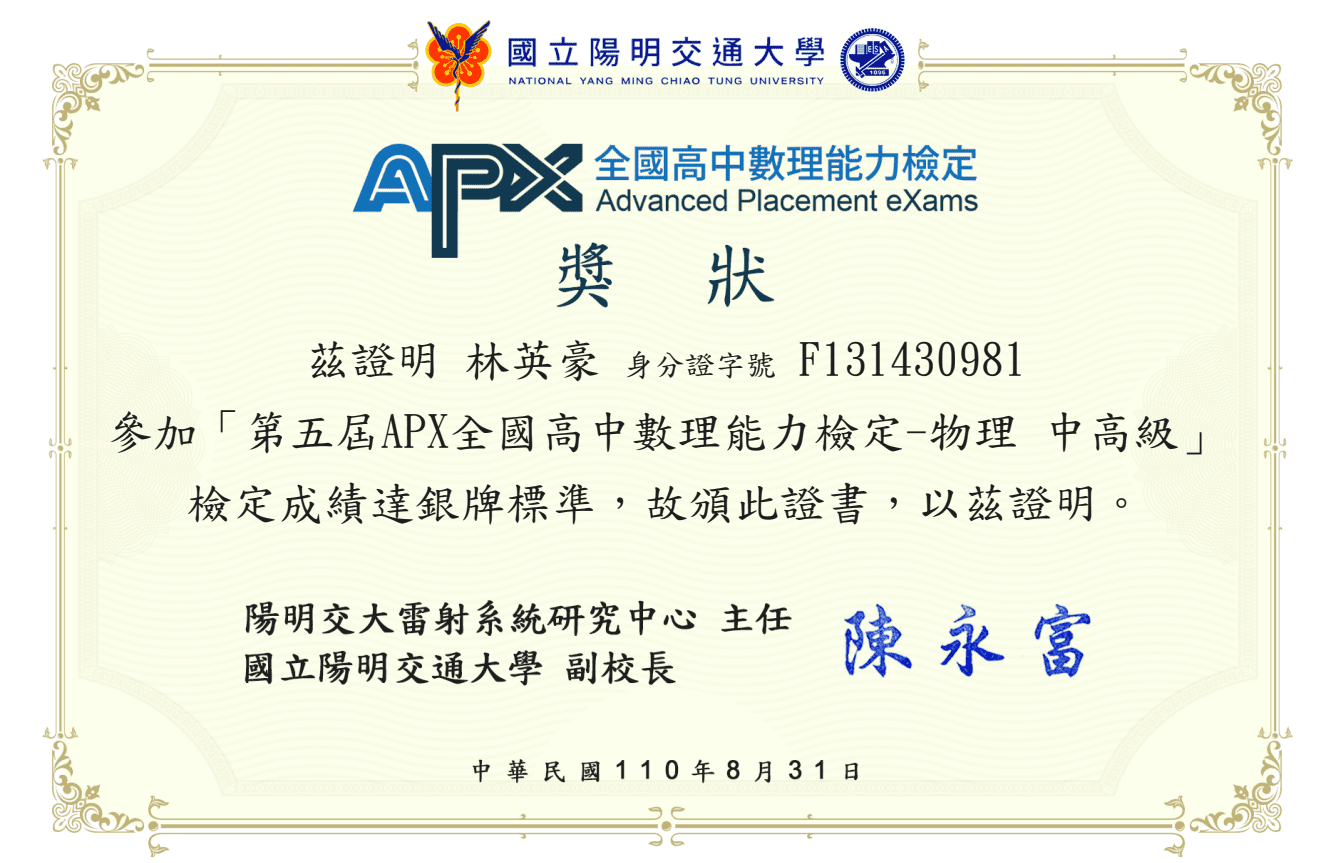 國立陽明交通大學
NATIONAL YANG MING CHIAO TUNG UNIVERSITY
1896
APX 全國高中數理能力檢定
Advanced Placement eXams
獎 狀
茲證明 林英豪 身分證字號 F131430981
參加「第五屆APX全國高中數理能力檢定-物理 中高級」
檢定成績達銀牌標準,故頒此證書,以茲證明。
陽明交大雷射系統研究中心 主任
國立陽明交通大學 副校長
陳永富
中華民國110年8月31日